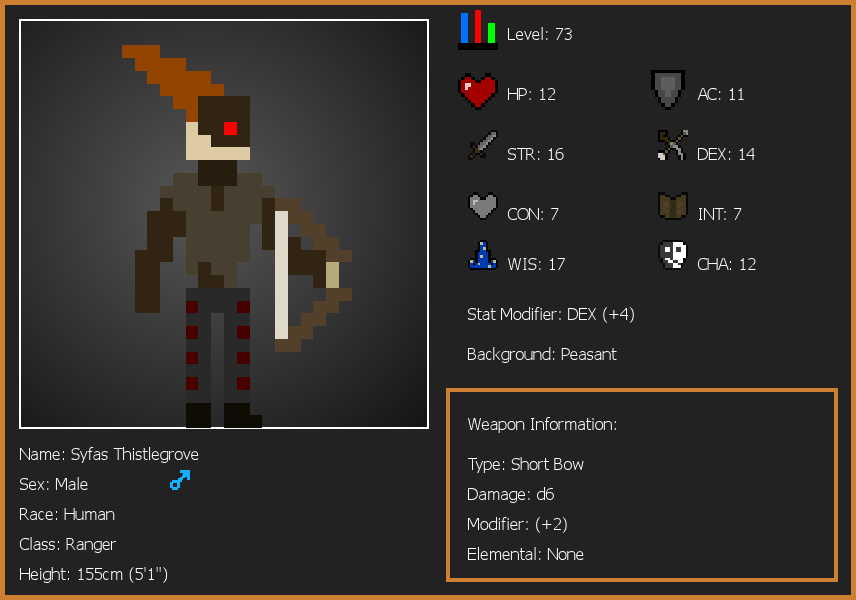 Level: 73
HP: 12
AC: 11
STR: 16
DEX: 14
CON: 7
INT: 7
WIS: 17
CHA: 12
Stat Modifier: DEX (+4)
Background: Peasant
Weapon Information:
Type: Short Bow
Damage: d6
Modifier: (+2)
Elemental: None
Name: Syfas Thistlegrove
Sex: Male
Race: Human
Class: Ranger
Height: 155cm (5'1")